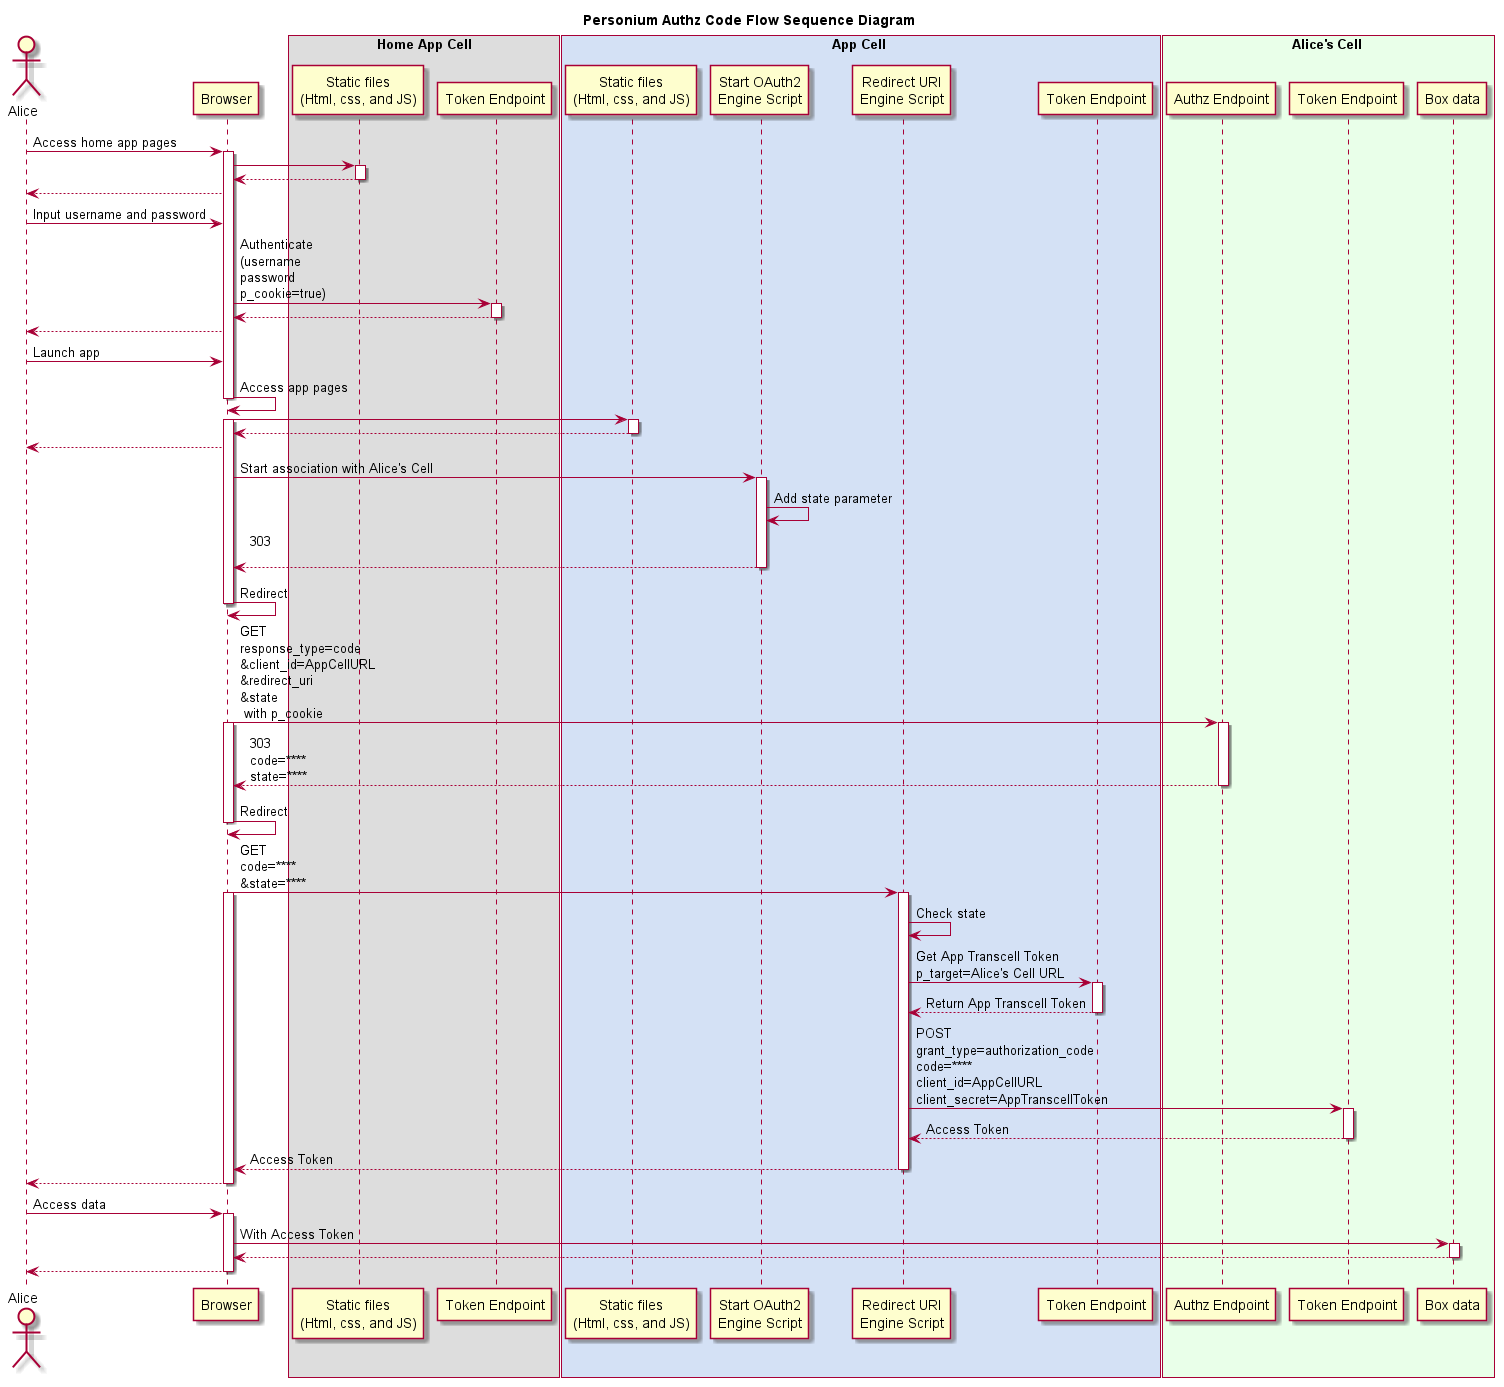 Personium Authz Code Flow Sequence Diagram
Home App Cell
App Cell
Alice's Cell
Alice
Browser
Static files
(Html, css, and JS)
Token Endpoint
Static files
(Html, css, and JS)
Start OAuth2
Engine Script
Redirect URI
Engine Script
Token Endpoint
Authz Endpoint
Token Endpoint
Box data
Access home app pages
Input username and password
Authenticate
(username
password
p_cookie=true)
Launch app
Access app pages
Start association with Alice's Cell
Add state parameter
303
Redirect
GET
response_type=code
&client_id=AppCellURL
&redirect_uri
&state
with p_cookie
303
code=****
state=****
Redirect
GET
code=****
&state=****
Check state
Get App Transcell Token
p_target=Alice's Cell URL
Return App Transcell Token
POST
grant_type=authorization_code
code=****
client_id=AppCellURL
client_secret=AppTranscellToken
Access Token
Access Token
Access data
With Access Token
Alice
Browser
Static files
(Html, css, and JS)
Token Endpoint
Static files
(Html, css, and JS)
Start OAuth2
Engine Script
Redirect URI
Engine Script
Token Endpoint
Authz Endpoint
Token Endpoint
Box data